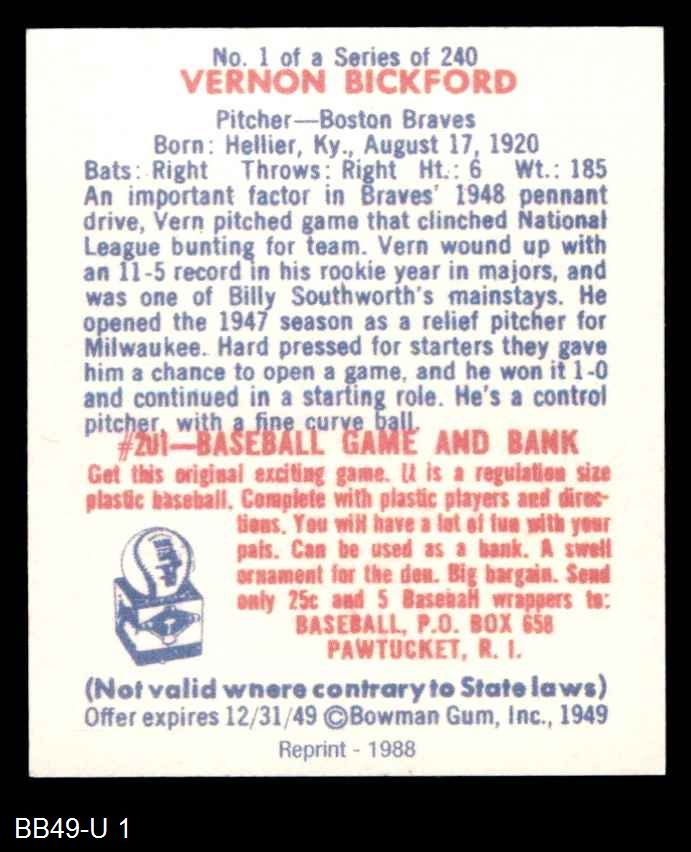 No. 1 of a Series of 240
VERNON BICKFORD
Pitcher—Boston Braves
Born: Hellier, Ky., August 17, 1920
Bats: Right Throws: Right Ht.: 6 Wt.: 185
An important factor in Braves' 1948 pennant
drive, Vern pitched game that clinched National
League bunting for team. Vern wound up with
an 11-5 record in his rookie year in majors, and
was one of Billy Southworth's mainstays. He
opened the 1947 season as a relief pitcher for
Milwaukee. Hard pressed for starters they gave
him a chance to open a game, and he won it 1-0
and continued in a starting role. He's a control
pitcher, with a fine curve ball.
#201—BASEBALL GAME AND BANK
Get this original exciting game. It is a regulation size
plastic baseball. Complete with plastic players and direc-
tions. You will have a lot of fun with your
pals. Can be used as a bank. A swell
ornament for the den. Big bargain. Send
only 25c and 5 Baseball wrappers to:
BASEBALL, P.O. BOX 658
PAWTUCKET, R. I.
(Not valid where contrary to State laws)
Offer expires 12/31/49 ©Bowman Gum, Inc., 1949
Reprint - 1988
BB49-U 1